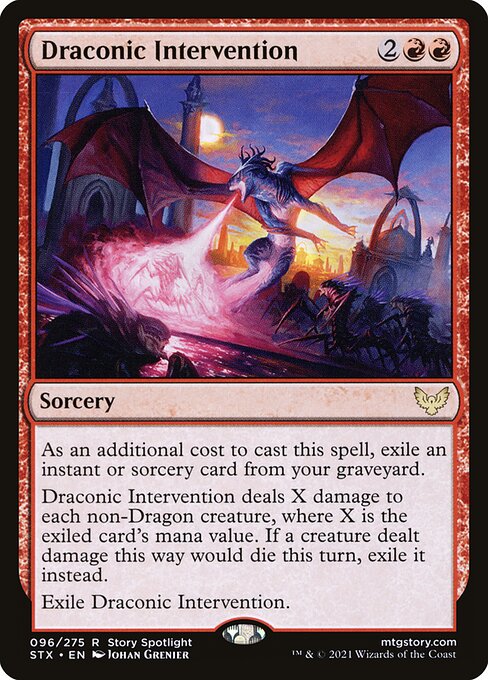 Draconic Intervention 2
Sorcery
As an additional cost to cast this spell, exile an
instant or sorcery card from your graveyard.
Draconic Intervention deals X damage to
each non-Dragon creature, where X is the
exiled card's mana value. If a creature dealt
damage this way would die this turn, exile it
instead.
Exile Draconic Intervention.
096/275 R Story Spotlight mtgstory.com
STX • EN Johan Grenier ™ & © 2021 Wizards of the Coast